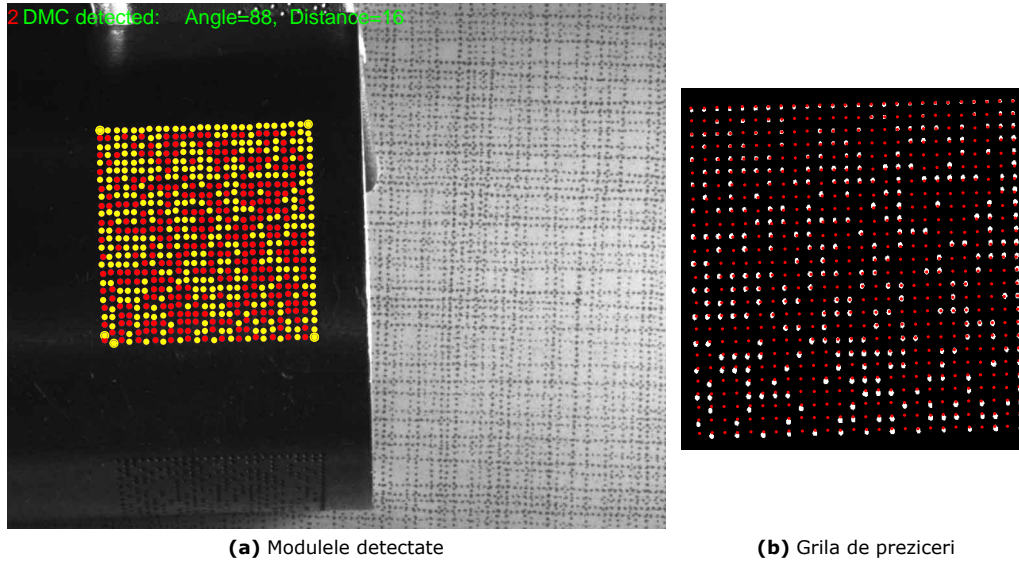 2 DMC detected: Angle=88, Distance=16
(a) Modulele detectate
(b) Grila de preziceri